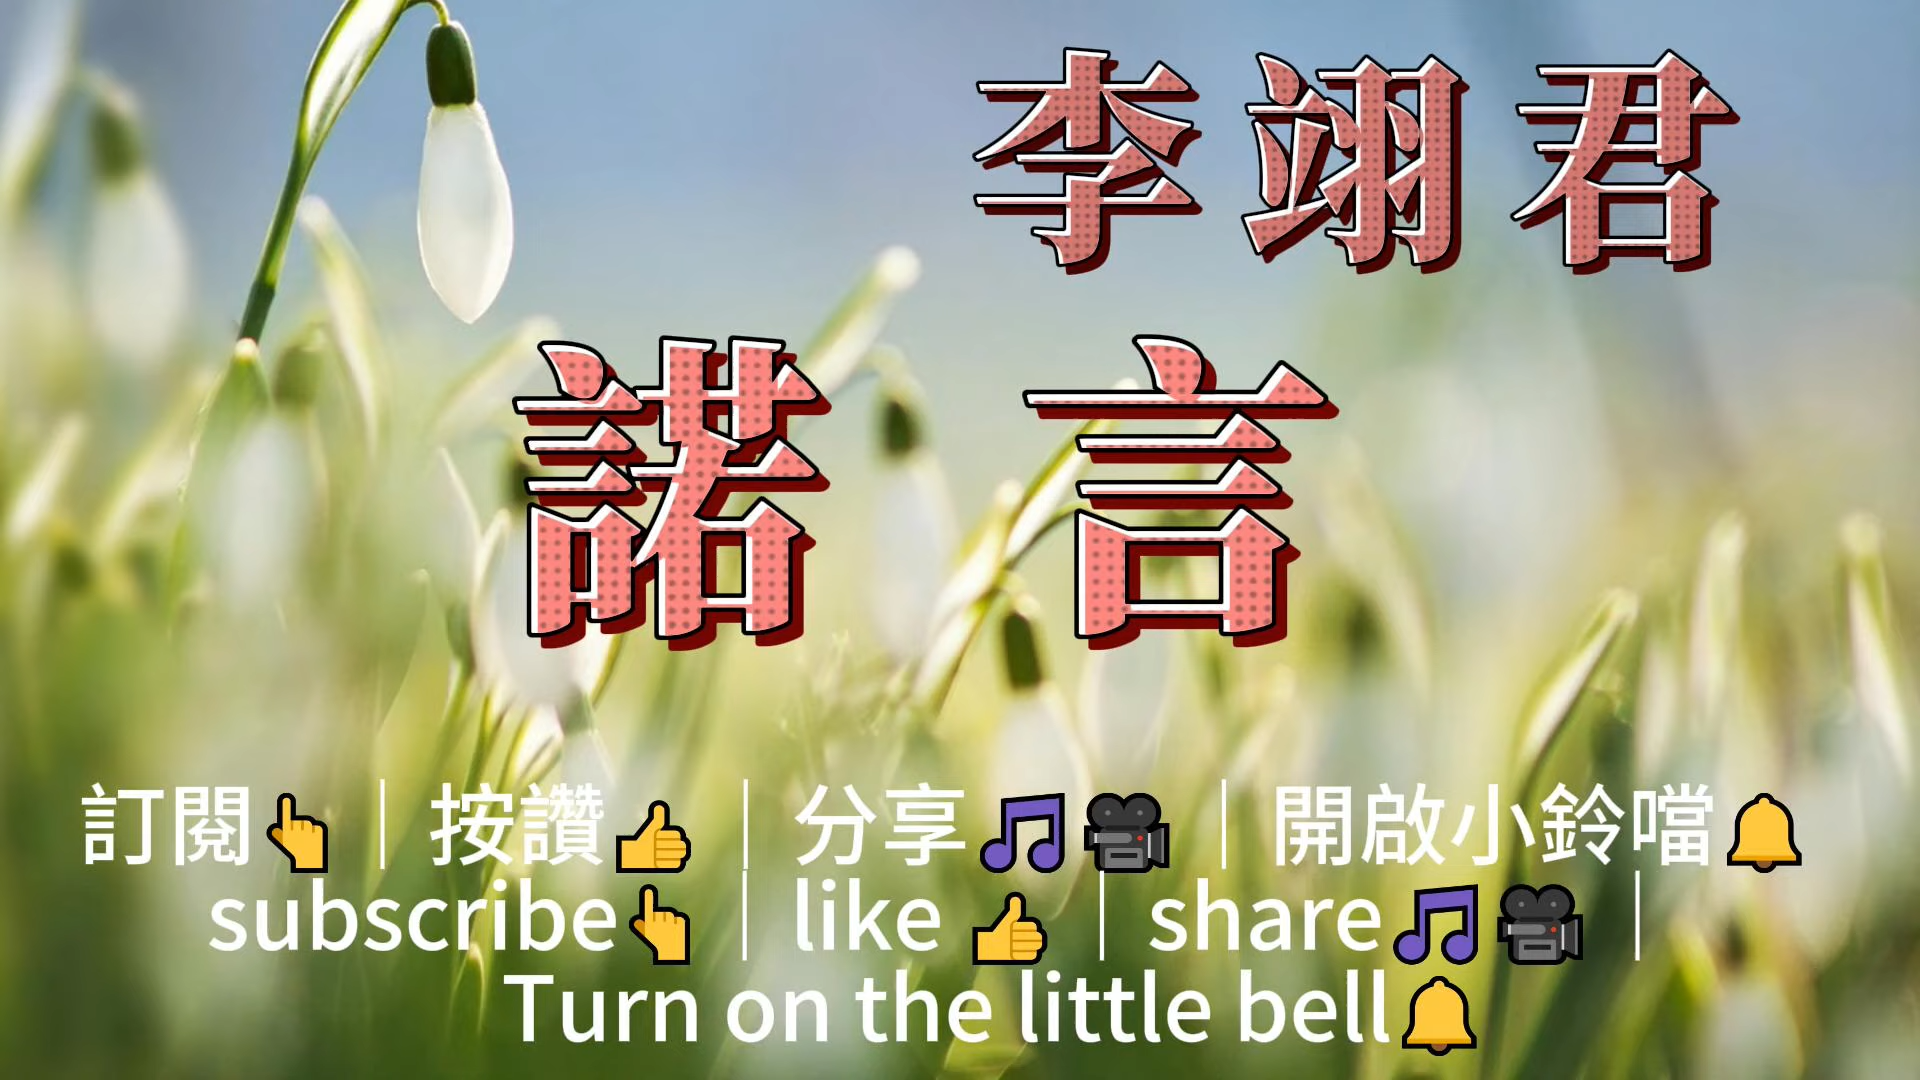 李翊君
諾言
訂閱👆｜按讚👍｜分享🎵🎥｜開啟小鈴噹🔔
subscribe👆｜like 👍｜share🎵🎥｜
Turn on the little bell🔔